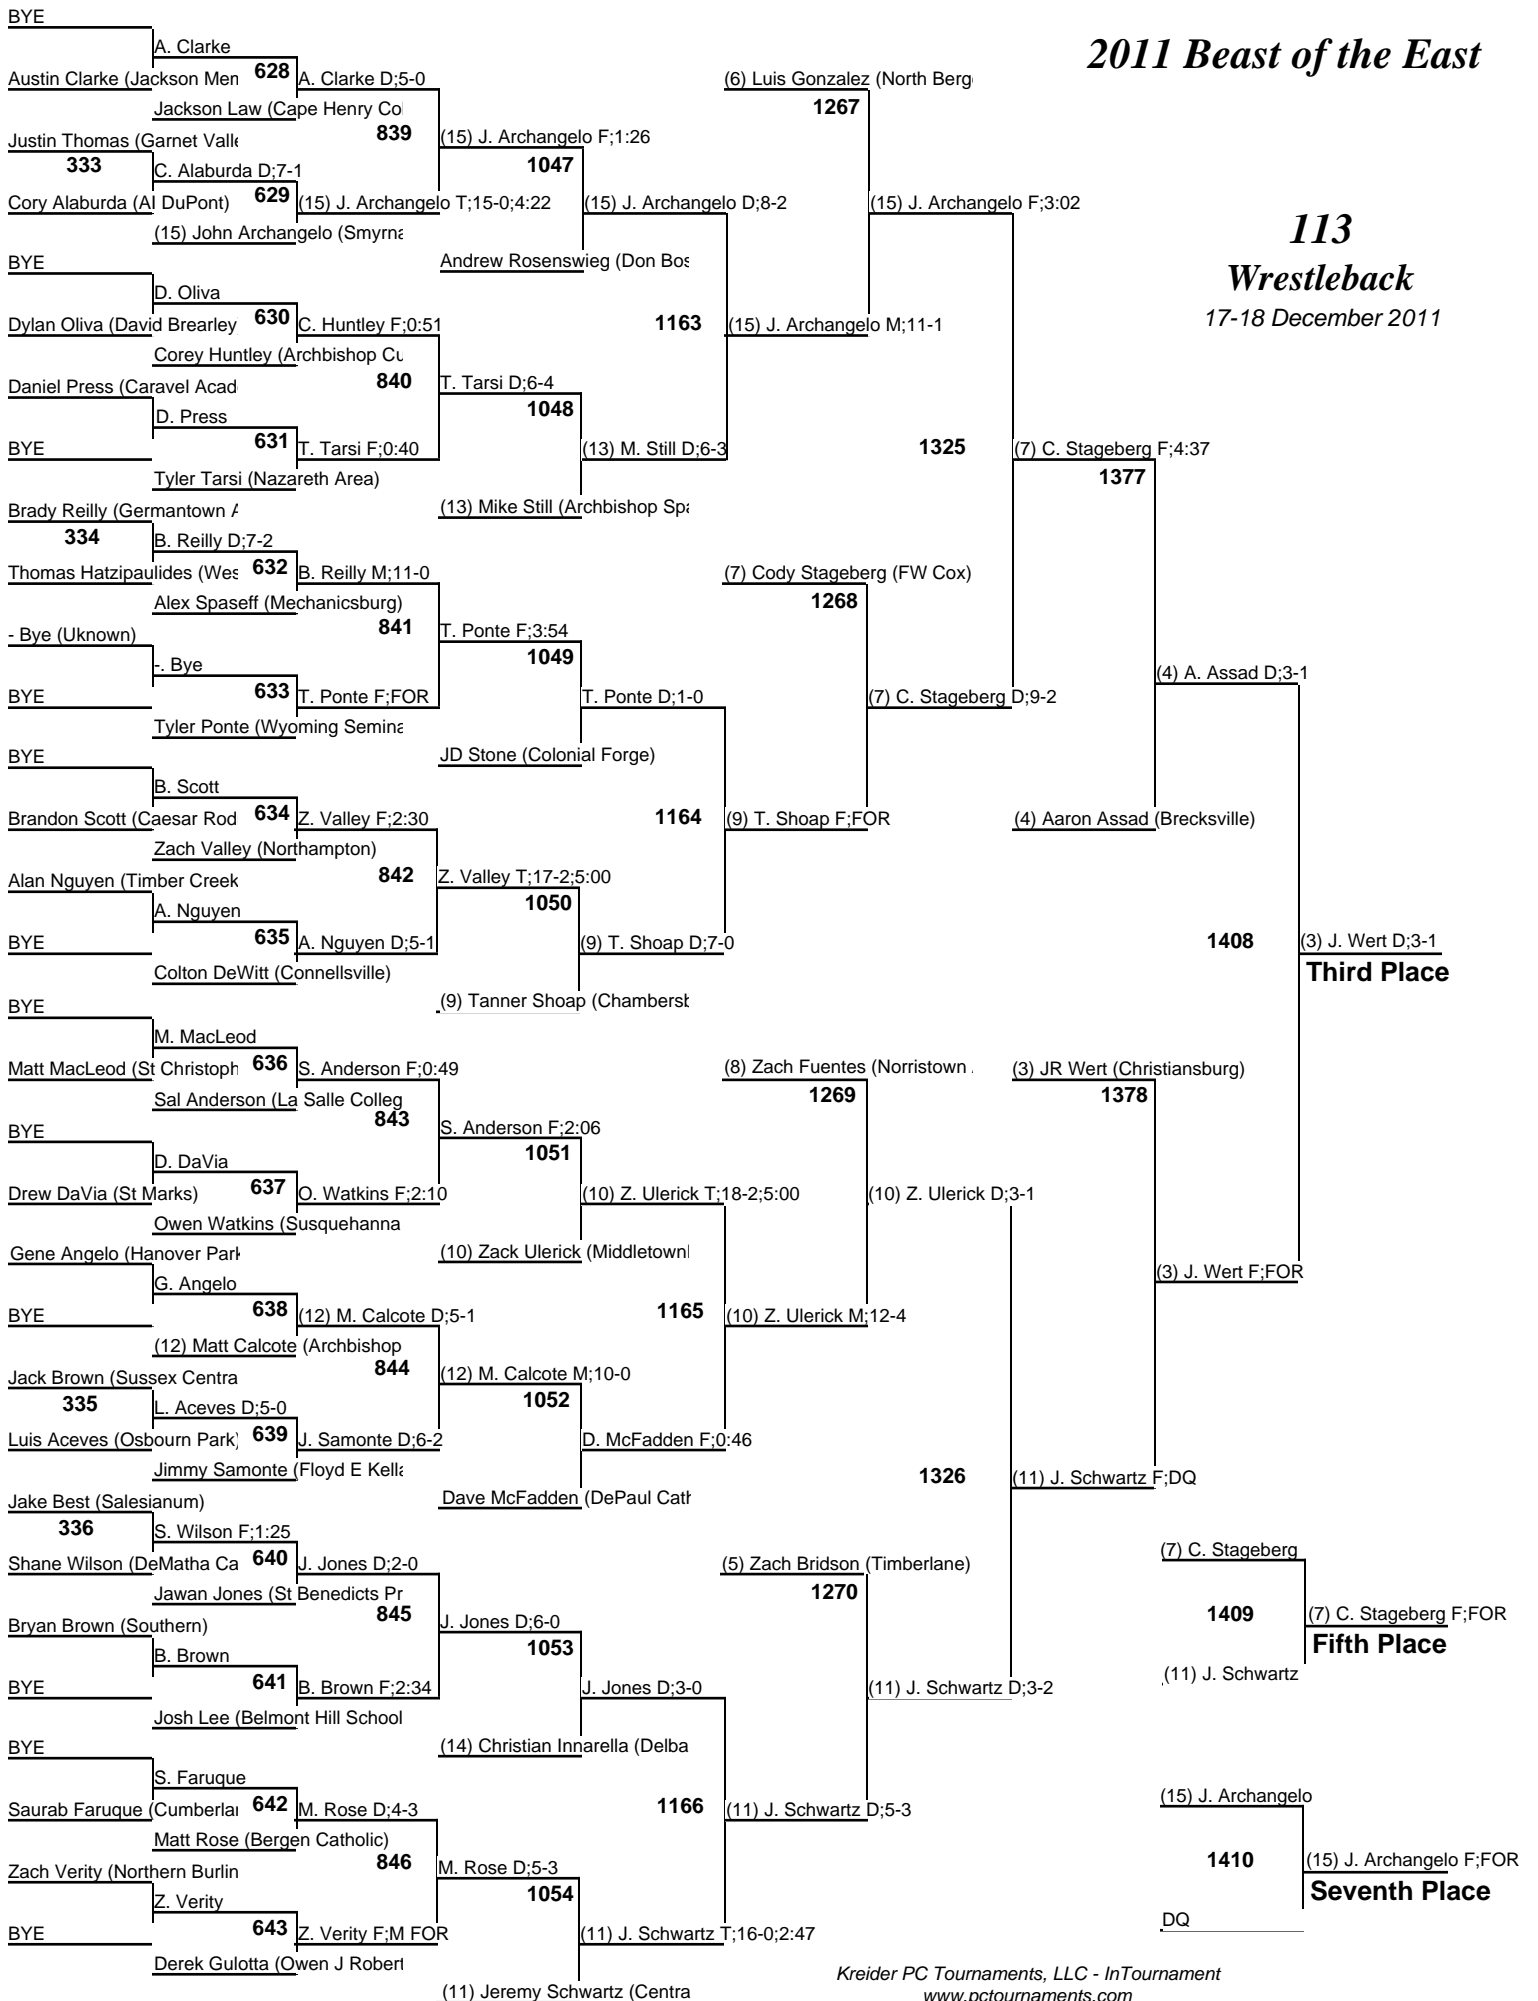 BYE
2011 Beast of the East
A. Clarke
Austin Clarke (Jackson Mem
628
A. Clarke D;5-0
(6) Luis Gonzalez (North Berge
Jackson Law (Cape Henry Col
1267
839
Justin Thomas (Garnet Valle
(15) J. Archangelo F;1:26
333
C. Alaburda D;7-1
1047
Cory Alaburda (AI DuPont)
629
(15) J. Archangelo T;15-0;4:22
(15) J. Archangelo D;8-2
(15) J. Archangelo F;3:02
(15) John Archangelo (Smyrna
113
BYE
Andrew Rosenswieg (Don Bos
Wrestleback
D. Oliva
Dylan Oliva (David Brearley
630
C. Huntley F;0:51
1163
(15) J. Archangelo M;11-1
17-18 December 2011
Corey Huntley (Archbishop Cu
Daniel Press (Caravel Acad
840
T. Tarsi D;6-4
D. Press
1048
BYE
631
T. Tarsi F;0:40
(13) M. Still D;6-3
1325
(7) C. Stageberg F;4:37
Tyler Tarsi (Nazareth Area)
1377
Brady Reilly (Germantown A
(13) Mike Still (Archbishop Spa
334
B. Reilly D;7-2
Thomas Hatzipaulides (Wes
632
B. Reilly M;11-0
(7) Cody Stageberg (FW Cox)
Alex Spaseff (Mechanicsburg)
1268
- Bye (Uknown)
841
T. Ponte F;3:54
-. Bye
1049
(4) A. Assad D;3-1
BYE
633
T. Ponte F;FOR
T. Ponte D;1-0
(7) C. Stageberg D;9-2
Tyler Ponte (Wyoming Semina
BYE
JD Stone (Colonial Forge)
B. Scott
Brandon Scott (Caesar Rod
634
Z. Valley F;2:30
1164
(9) T. Shoap F;FOR
(4) Aaron Assad (Brecksville)
Zach Valley (Northampton)
Alan Nguyen (Timber Creek
842
Z. Valley T;17-2;5:00
A. Nguyen
1050
BYE
635
A. Nguyen D;5-1
(9) T. Shoap D;7-0
1408
(3) J. Wert D;3-1
Colton DeWitt (Connellsville)
Third Place
BYE
(9) Tanner Shoap (Chambersb
M. MacLeod
Matt MacLeod (St Christoph
636
S. Anderson F;0:49
(8) Zach Fuentes (Norristown
(3) JR Wert (Christiansburg)
Sal Anderson (La Salle Colleg
1269
1378
BYE
843
S. Anderson F;2:06
D. DaVia
1051
Drew DaVia (St Marks)
637
O. Watkins F;2:10
(10) Z. Ulerick T;18-2;5:00
(10) Z. Ulerick D;3-1
Owen Watkins (Susquehanna
Gene Angelo (Hanover Park
(10) Zack Ulerick (Middletown
G. Angelo
(3) J. Wert F;FOR
BYE
638
(12) M. Calcote D;5-1
1165
(10) Z. Ulerick M;12-4
(12) Matt Calcote (Archbishop
Jack Brown (Sussex Centra
844
(12) M. Calcote M;10-0
335
L. Aceves D;5-0
1052
Luis Aceves (Osbourn Park)
639
J. Samonte D;6-2
D. McFadden F;0:46
Jimmy Samonte (Floyd E Kella
1326
(11) J. Schwartz F;DQ
Jake Best (Salesianum)
Dave McFadden (DePaul Cath
336
S. Wilson F;1:25
(7) C. Stageberg
Shane Wilson (DeMatha Ca
640
J. Jones D;2-0
(5) Zach Bridson (Timberlane)
Jawan Jones (St Benedicts Pr
1270
Bryan Brown (Southern)
845
J. Jones D;6-0
1409
(7) C. Stageberg F;FOR
B. Brown
1053
Fifth Place
BYE
641
B. Brown F;2:34
J. Jones D;3-0
(11) J. Schwartz D;3-2
(11) J. Schwartz
Josh Lee (Belmont Hill School
BYE
(14) Christian Innarella (Delba
S. Faruque
(15) J. Archangelo
Saurab Faruque (Cumberlan
642
M. Rose D;4-3
1166
(11) J. Schwartz D;5-3
Matt Rose (Bergen Catholic)
Zach Verity (Northern Burlin
846
M. Rose D;5-3
1410
(15) J. Archangelo F;FOR
Z. Verity
1054
Seventh Place
BYE
643
Z. Verity F;M FOR
(11) J. Schwartz T;16-0;2:47
DQ
Derek Gulotta (Owen J Robert
(11) Jeremy Schwartz (Centra
Kreider PC Tournaments, LLC - InTournament
www.pctournaments.com